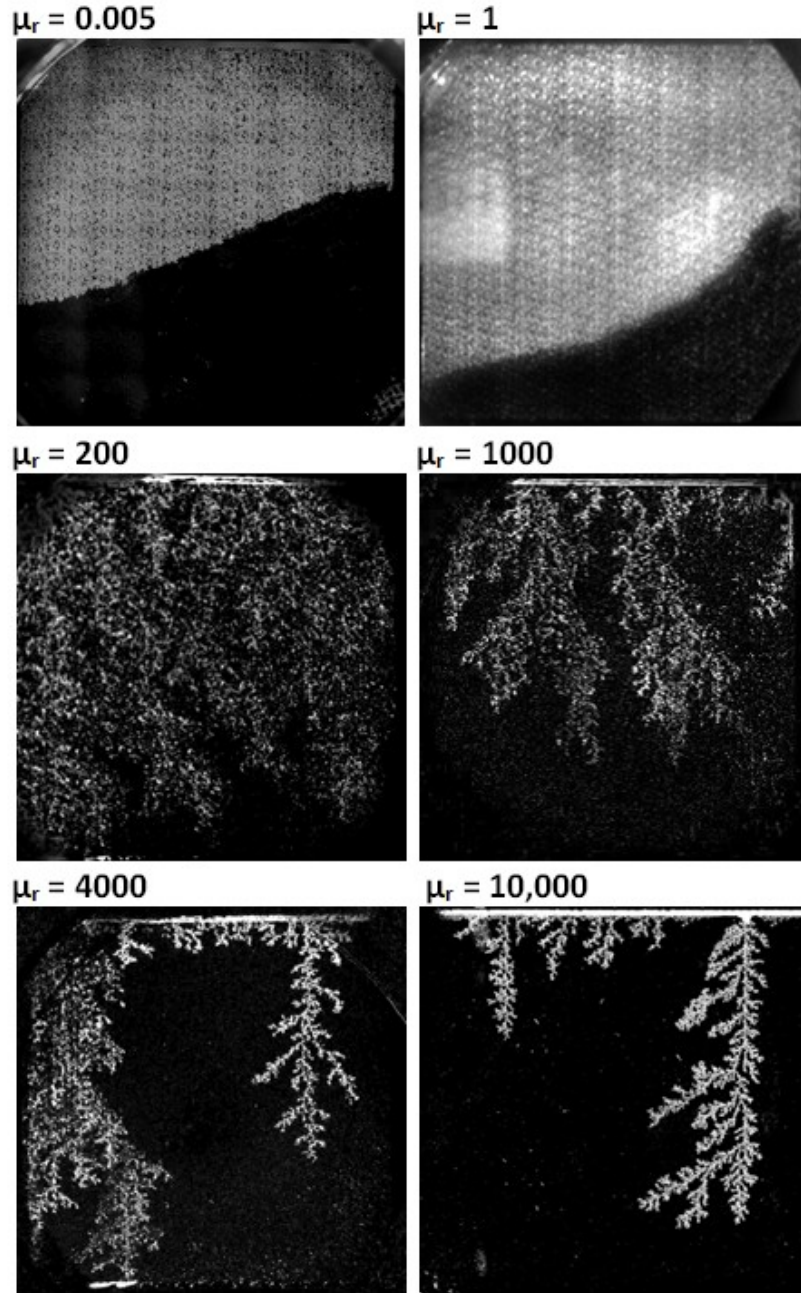 μᵣ = 0.005
μᵣ = 1
μᵣ = 200
μᵣ = 1000
μᵣ = 4000
μᵣ = 10,000